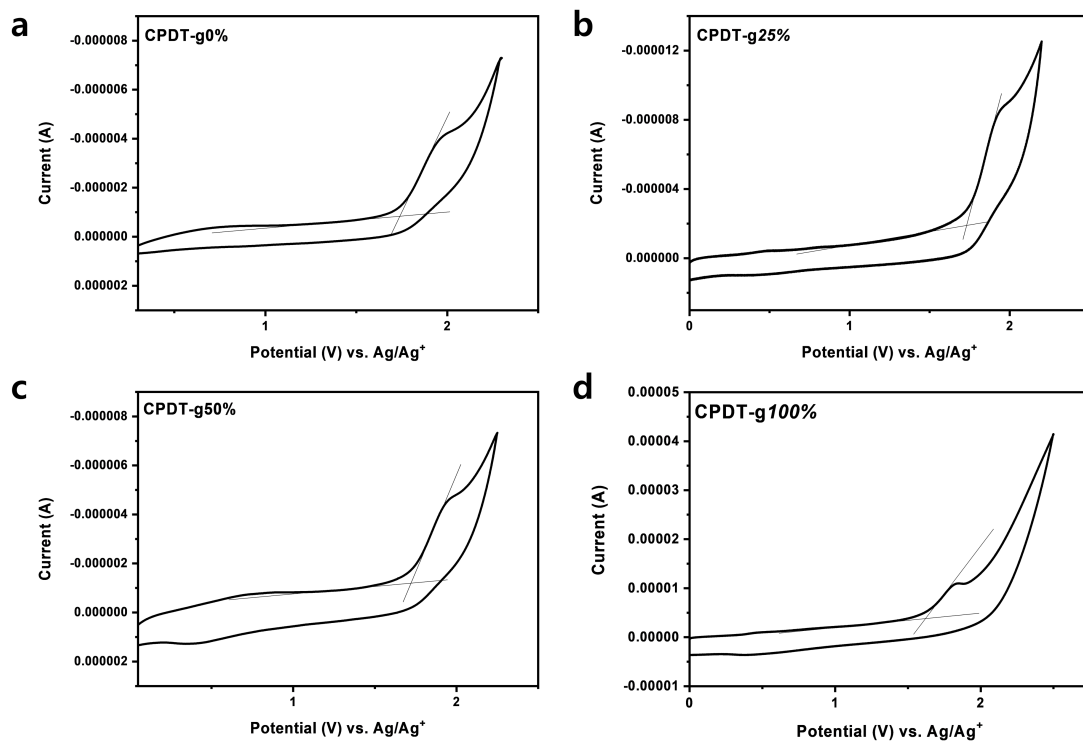 a
CPDT-g0%
-0.000008
-0.000006
-0.000004
-0.000002
0.000000
0.000002
Current (A)
1
2
Potential (V) vs. Ag/Ag⁺
b
CPDT-g25%
-0.000012
-0.000008
-0.000004
0.000000
Current (A)
0
1
2
Potential (V) vs. Ag/Ag⁺
c
CPDT-g50%
-0.000008
-0.000006
-0.000004
-0.000002
0.000000
0.000002
Current (A)
1
2
Potential (V) vs. Ag/Ag⁺
d
CPDT-g100%
0.00005
0.00004
0.00003
0.00002
0.00001
0.00000
-0.00001
Current (A)
0
1
2
Potential (V) vs. Ag/Ag⁺